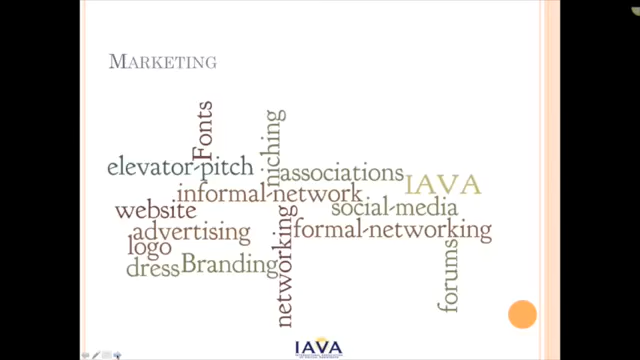 MARKETING
Fonts
niching
elevator-pitch
associations
IAVA
informal-network
website
social-media
networking
advertising
formal-networking
logo
dress
Branding
forums
IAVA